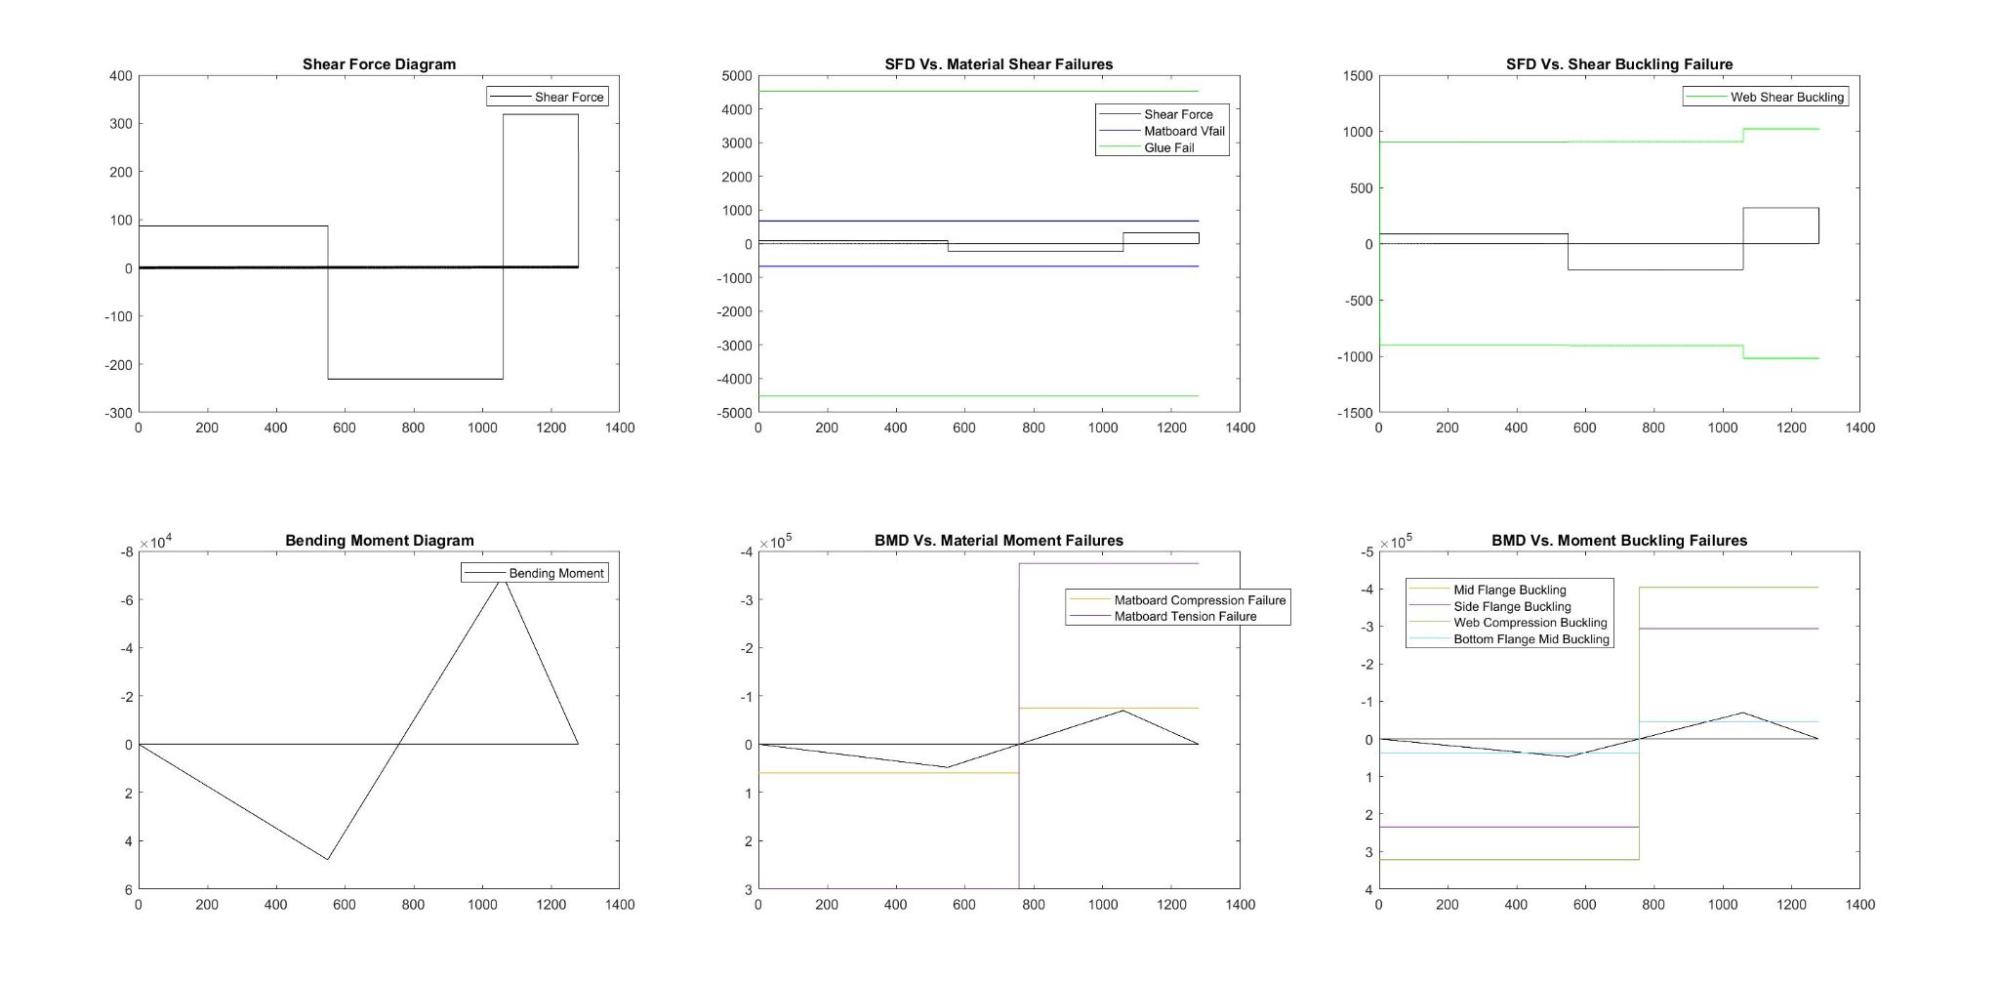 Shear Force Diagram
400
300
200
100
0
-100
-200
-300
0 200 400 600 800 1000 1200 1400
Shear Force
SFD Vs. Material Shear Failures
5000
4000
3000
2000
1000
0
-1000
-2000
-3000
-4000
-5000
0 200 400 600 800 1000 1200 1400
Shear Force
Matboard Vfail
Glue Fail
SFD Vs. Shear Buckling Failure
1500
1000
500
0
-500
-1000
-1500
0 200 400 600 800 1000 1200 1400
Web Shear Buckling
Bending Moment Diagram
×10^4
-8
-6
-4
-2
0
2
4
6
0 200 400 600 800 1000 1200 1400
Bending Moment
BMD Vs. Material Moment Failures
×10^5
-4
-3
-2
-1
0
1
2
3
0 200 400 600 800 1000 1200 1400
Matboard Compression Failure
Matboard Tension Failure
BMD Vs. Moment Buckling Failures
×10^5
-5
-4
-3
-2
-1
0
1
2
3
4
0 200 400 600 800 1000 1200 1400
Mid Flange Buckling
Side Flange Buckling
Web Compression Buckling
Bottom Flange Mid Buckling